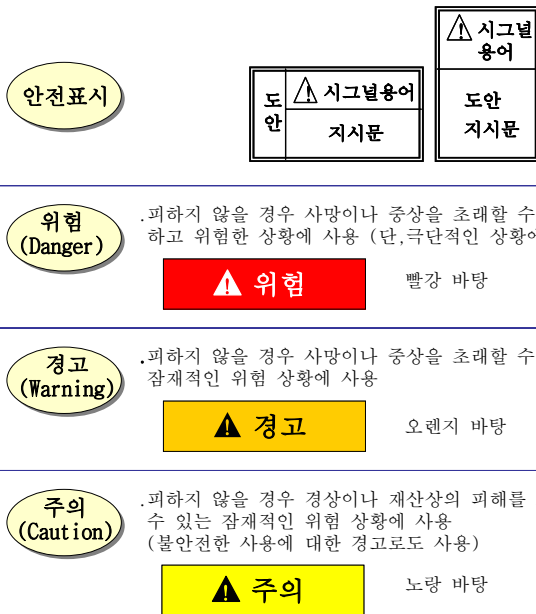 안전표시
도안
시그널용어
지시문
시그널
용어
도안
지시문
위험
(Danger)
.피하지 않을 경우 사망이나 중상을 초래할 수
하고 위험한 상황에 사용 (단,극단적인 상황에
위험
빨강 바탕
경고
(Warning)
.피하지 않을 경우 사망이나 중상을 초래할 수
잠재적인 위험 상황에 사용
경고
오렌지 바탕
주의
(Caution)
.피하지 않을 경우 경상이나 재산상의 피해를
수 있는 잠재적인 위험 상황에 사용
(불안전한 사용에 대한 경고로도 사용)
주의
노랑 바탕